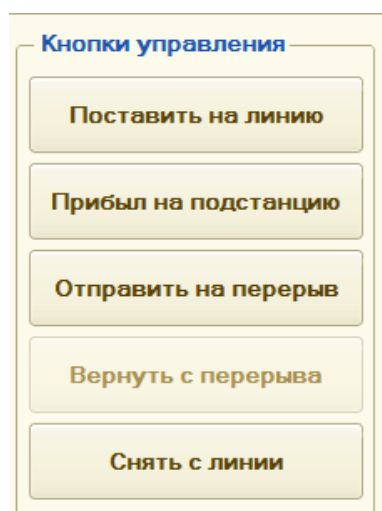 Кнопки управления
Поставить на линию
Прибыл на подстанцию
Отправить на перерыв
Вернуть с перерыва
Снять с линии